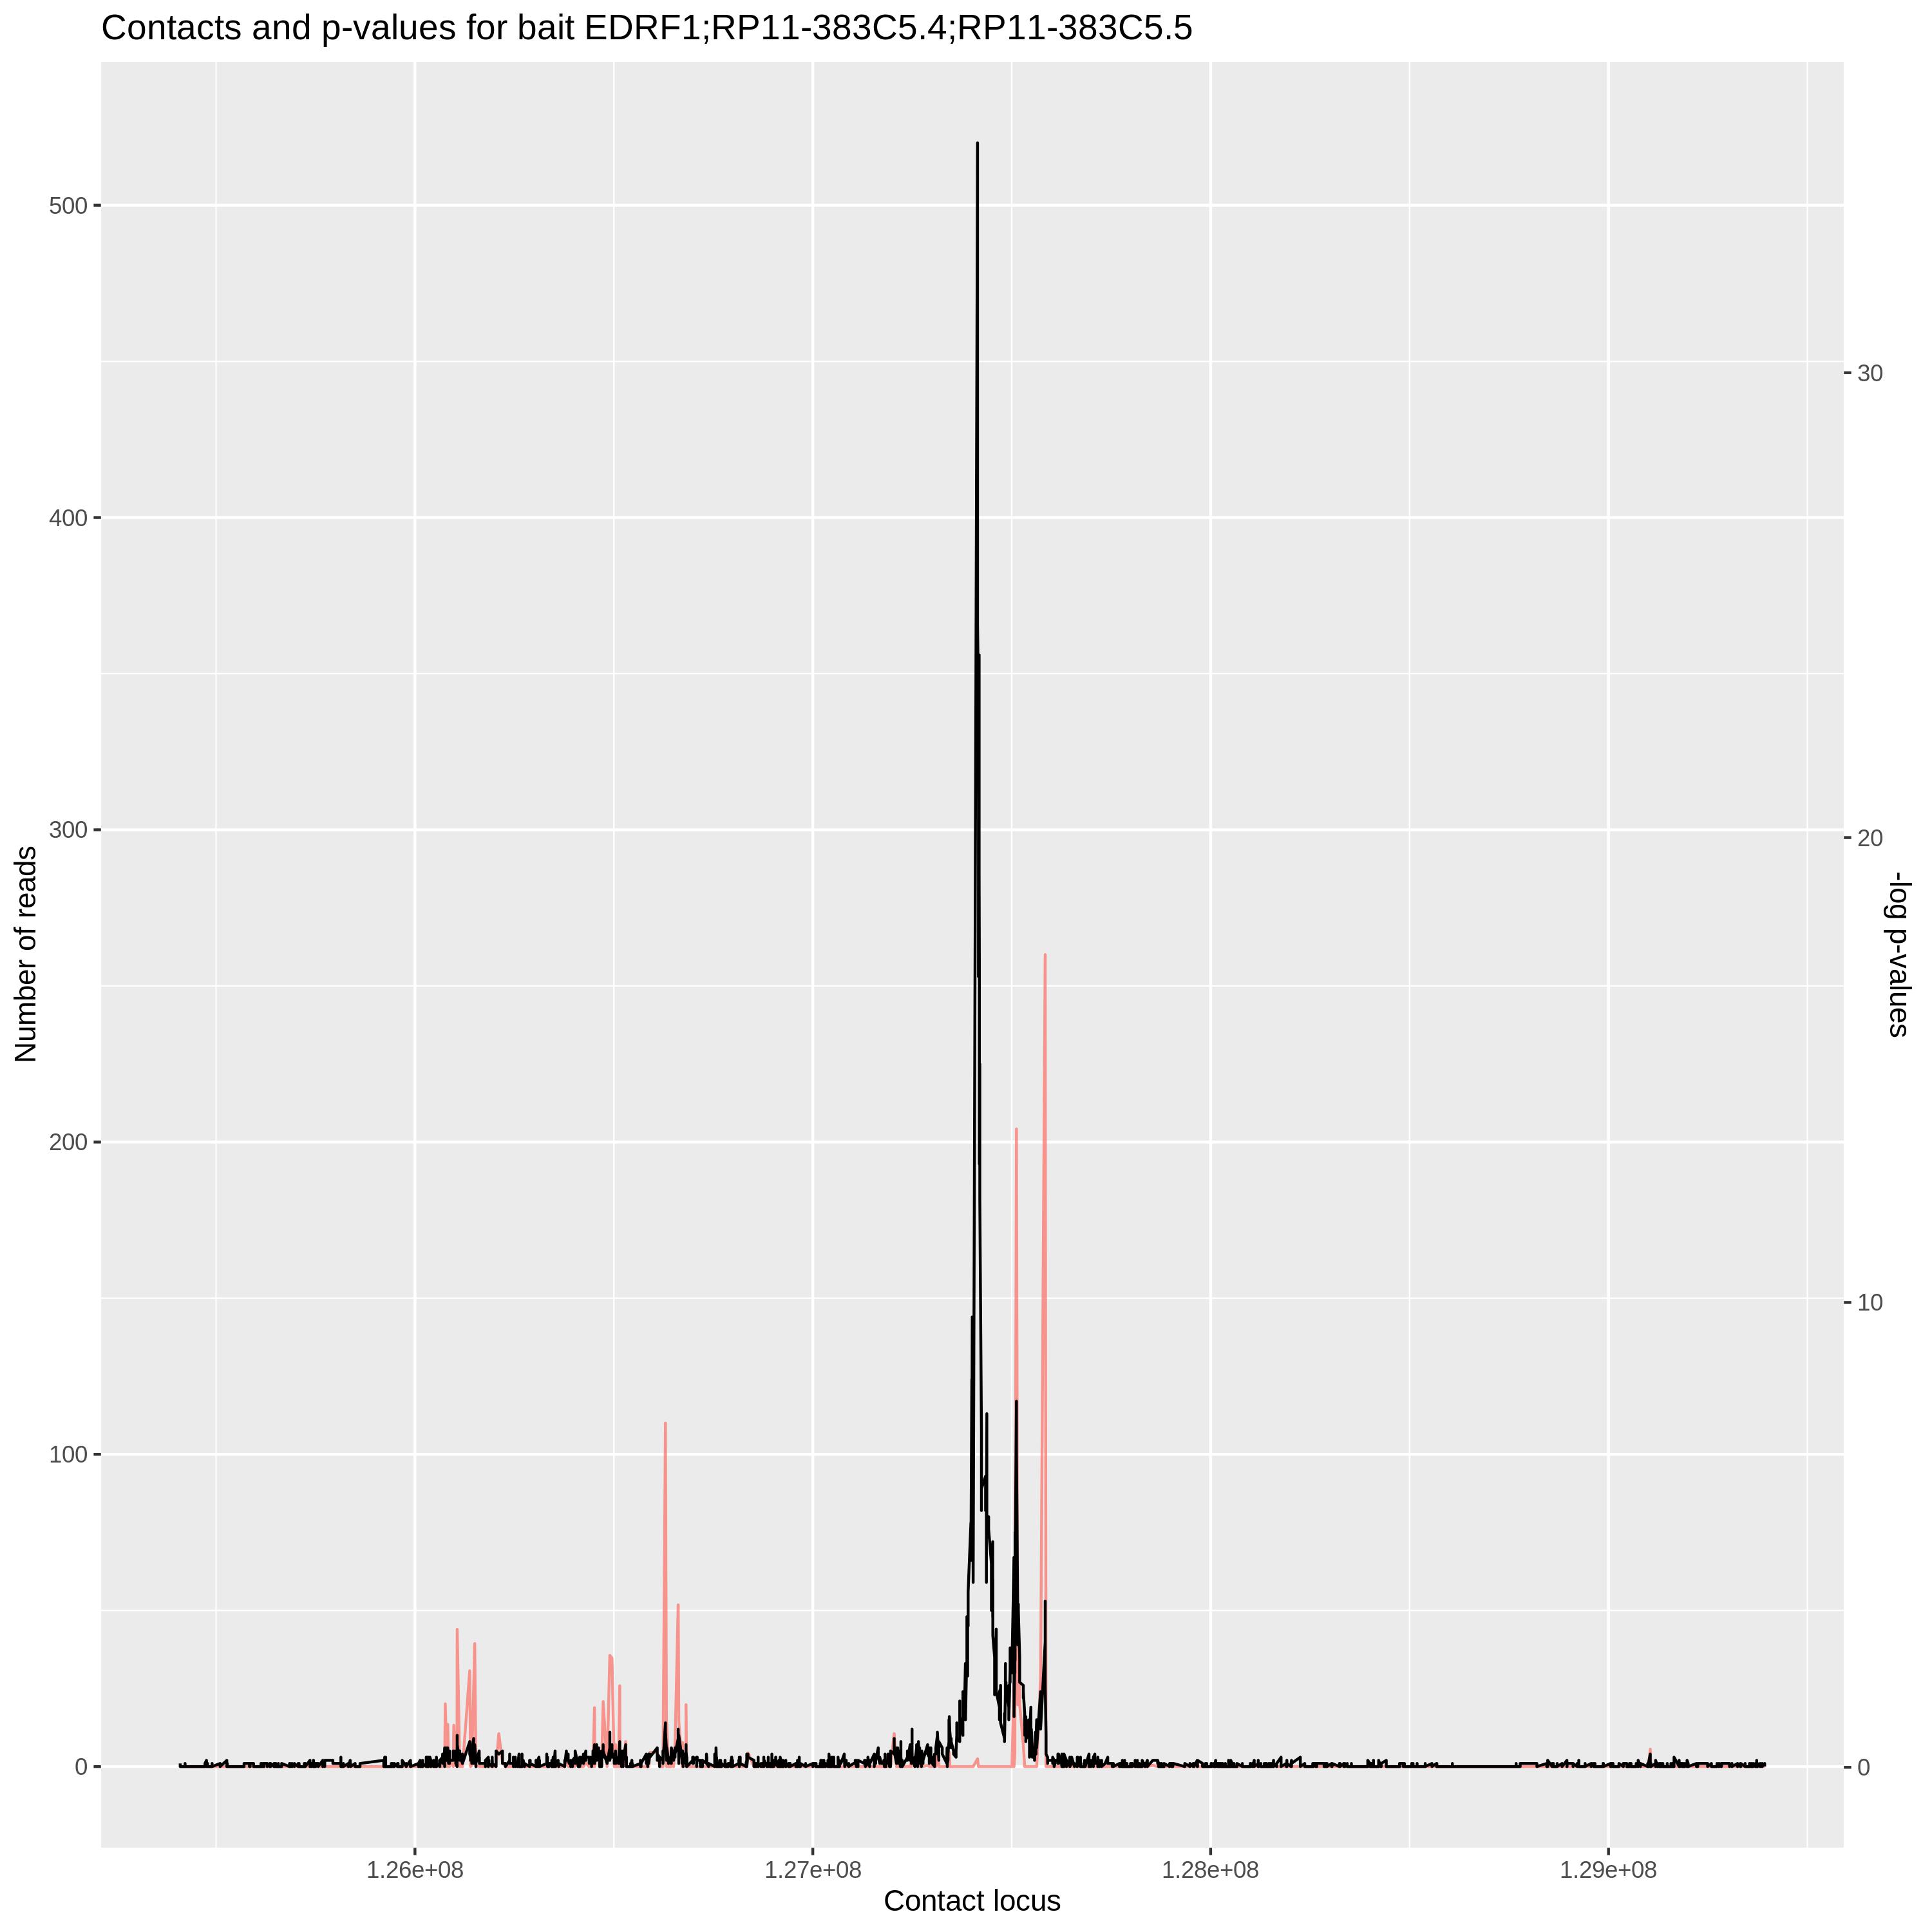 Contacts and p-values for bait EDRF1;RP11-383C5.4;RP11-383C5.5
500
400
300
200
100
0
Number of reads
30
20
10
0
-log p-values
1.26e+08
1.27e+08
1.28e+08
1.29e+08
Contact locus